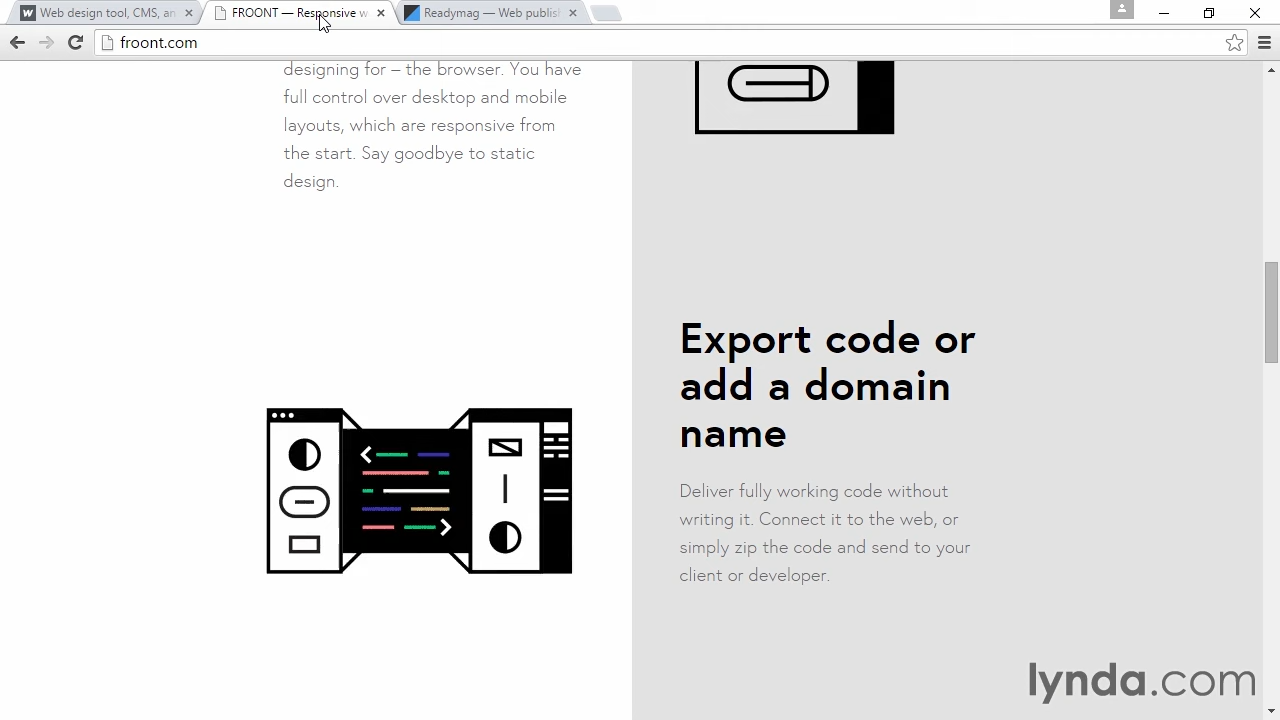 Web design tool, CMS, an
FROONT — Responsive w
Readymag — Web publis
froont.com
designing for – the browser. You have
full control over desktop and mobile
layouts, which are responsive from
the start. Say goodbye to static
design.
Export code or
add a domain
name
Deliver fully working code without
writing it. Connect it to the web, or
simply zip the code and send to your
client or developer.
lynda.com